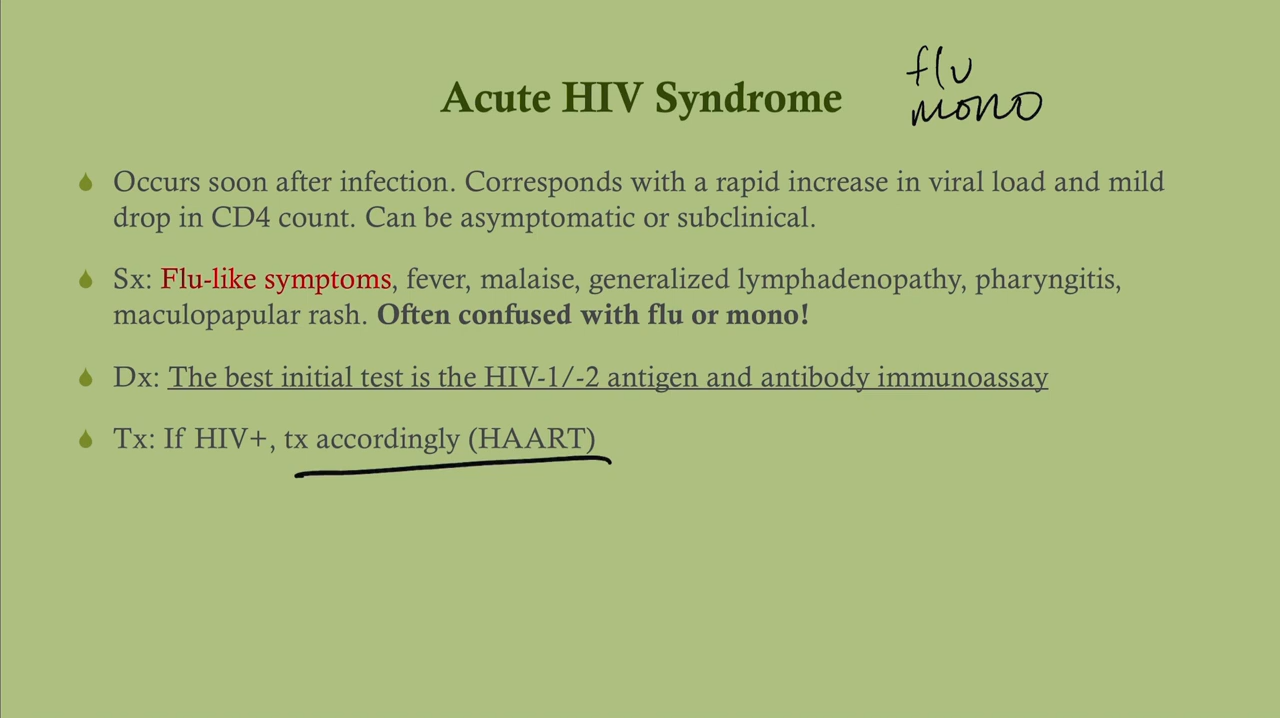 flu
mono
Acute HIV Syndrome
Occurs soon after infection. Corresponds with a rapid increase in viral load and mild
drop in CD4 count. Can be asymptomatic or subclinical.
Sx: Flu-like symptoms, fever, malaise, generalized lymphadenopathy, pharyngitis,
maculopapular rash. Often confused with flu or mono!
Dx: The best initial test is the HIV-1/-2 antigen and antibody immunoassay
Tx: If HIV+, tx accordingly (HAART)